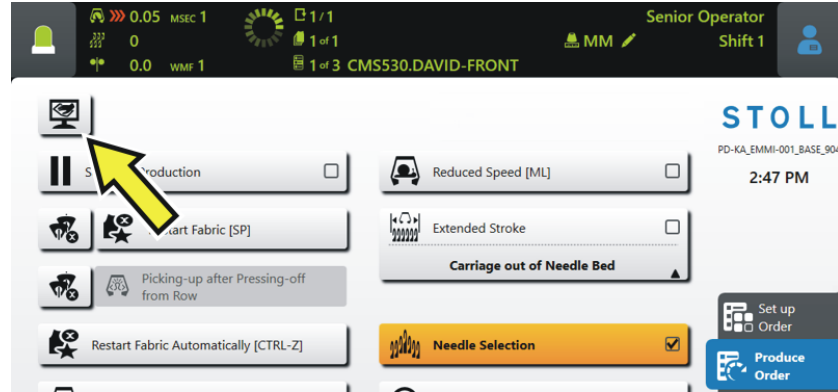 0.05 MSEC 1
1 / 1
Senior Operator
0
1 of 1
MM
Shift 1
0.0 WMF 1
1 of 3 CMS530.DAVID-FRONT
STOLL
PD-KA_EMMI-001_BASE_904
2:47 PM
Reduced Speed [ML]
Fabric [SP]
Extended Stroke
Carriage out of Needle Bed
Picking-up after Pressing-off
from Row
Set up
Order
Restart Fabric Automatically [CTRL-Z]
Needle Selection
Produce
Order